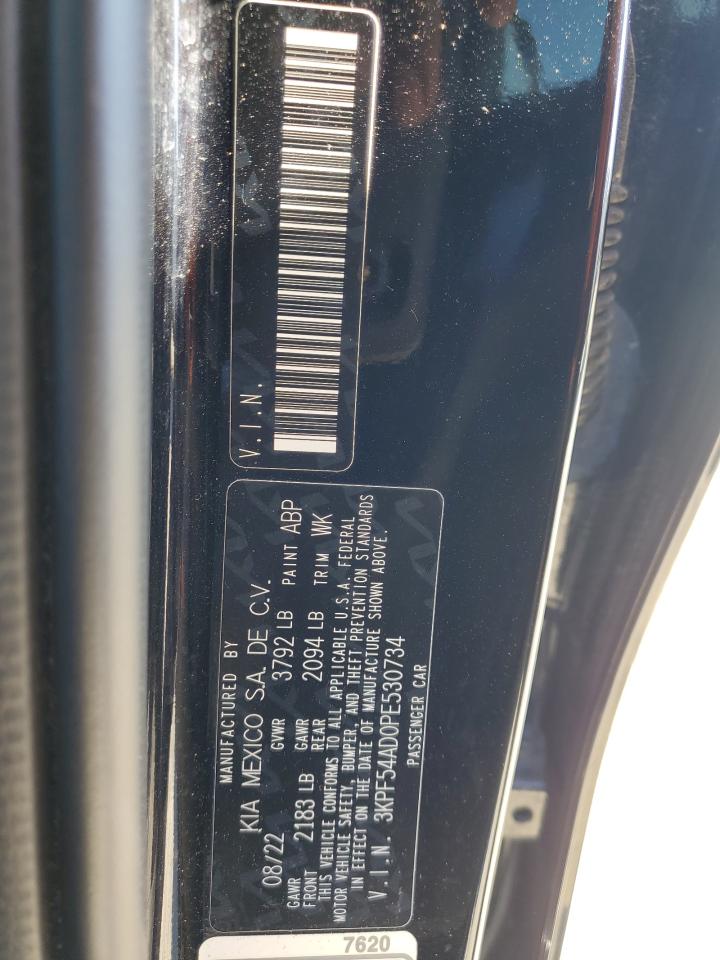 V.I.N.
MANUFACTURED BY
KIA MEXICO S.A. DE C.V.
08/22 GVWR 3792 LB PAINT ABP
GAWR FRONT 2183 LB GAWR REAR 2094 LB TRIM WK
THIS VEHICLE CONFORMS TO ALL APPLICABLE U.S.A. FEDERAL
MOTOR VEHICLE SAFETY, BUMPER, AND THEFT PREVENTION STANDARDS
IN EFFECT ON THE DATE OF MANUFACTURE SHOWN ABOVE.
V.I.N. 3KPF54AD0PE530734
PASSENGER CAR
7620